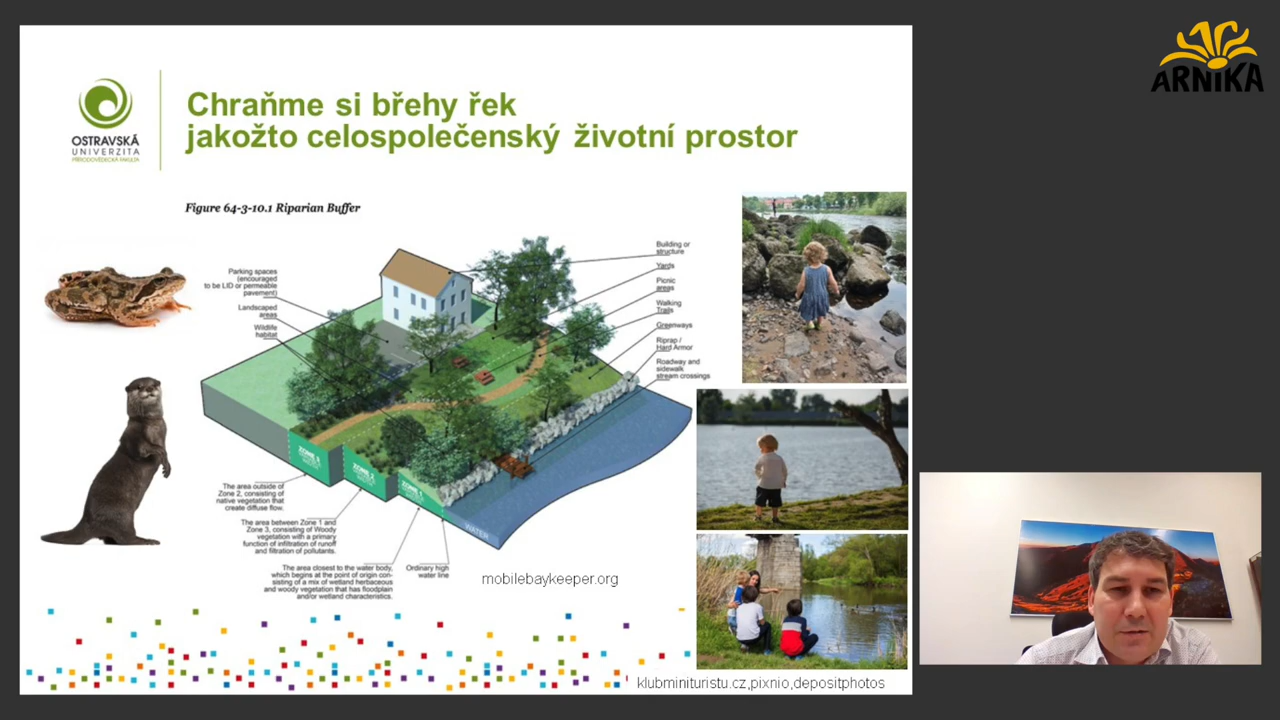 ARNIKA
OSTRAVSKÁ
UNIVERZITA
PŘÍRODOVĚDECKÁ FAKULTA
Chraňme si břehy řek
jakožto celospolečenský životní prostor
Figure 64-3-10.1 Riparian Buffer
Parking spaces
(encouraged
to be LID or permeable
pavement)
Landscaped
areas
Wildlife
habitat
Building or
structure
Yards
Picnic
areas
Walking
Trails
Greenways
Riprap /
Hard Armor
Roadway and
sidewalk
stream crossings
ZONE 3
ZONE 2
ZONE 1
WATER
The area outside of
Zone 2, consisting of
native vegetation that
create diffuse flow.
The area between Zone 1 and
Zone 3, consisting of Woody
vegetation with a primary
function of infiltration of runoff
and filtration of pollutants.
The area closest to the water body,
which begins at the point of origin con-
sisting of a mix of wetland herbaceous
and woody vegetation that has floodplain
and/or wetland characteristics.
Ordinary high
water line
mobilebaykeeper.org
klubminituristu.cz,pixnio,depositphotos